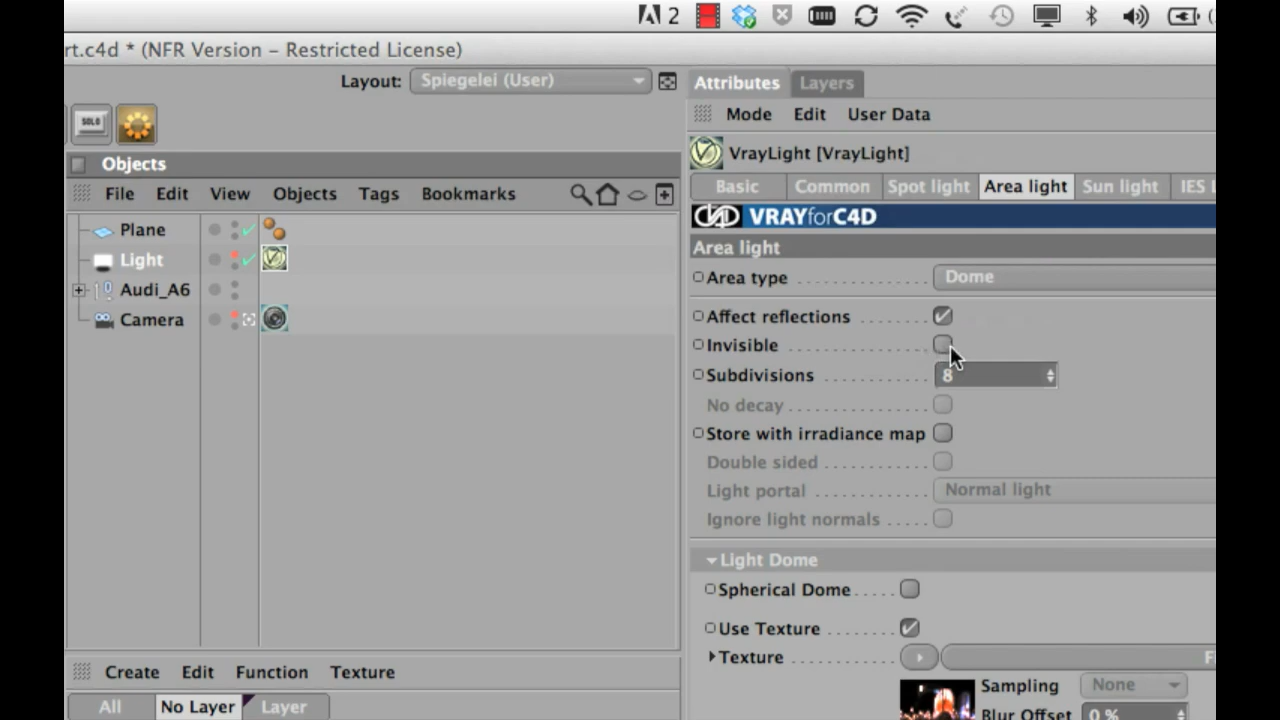 2
rt.c4d * (NFR Version – Restricted License)
Layout: Spiegelei (User)
SOLO
Objects
File Edit View Objects Tags Bookmarks
Plane
Light
Audi_A6
Camera
Create Edit Function Texture
All No Layer Layer
Attributes Layers
Mode Edit User Data
VrayLight [VrayLight]
Basic Common Spot light Area light Sun light IES
VRAYforC4D
Area light
Area type Dome
Affect reflections
Invisible
Subdivisions 8
No decay
Store with irradiance map
Double sided
Light portal Normal light
Ignore light normals
Light Dome
Spherical Dome
Use Texture
Texture
Sampling None
Blur Offset 0 %